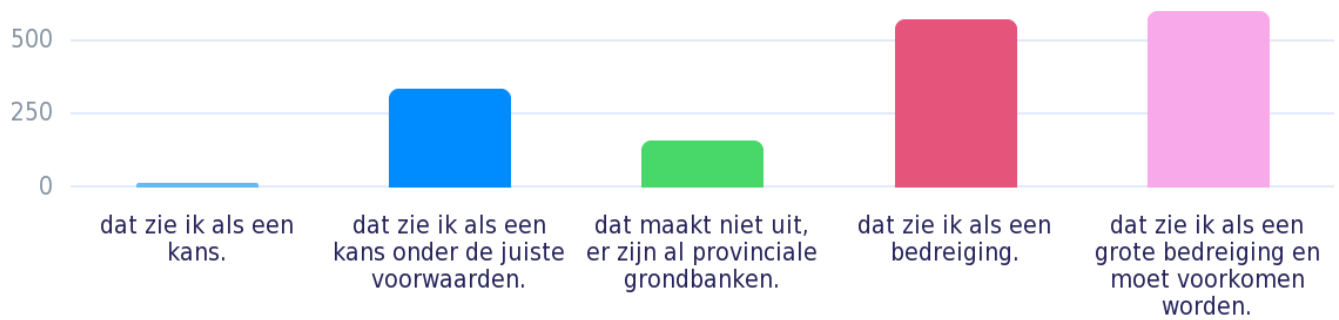 500
250
0
dat zie ik als een
kans.
dat zie ik als een
kans onder de juiste
voorwaarden.
dat maakt niet uit,
er zijn al provinciale
grondbanken.
dat zie ik als een
bedreiging.
dat zie ik als een
grote bedreiging en
moet voorkomen
worden.